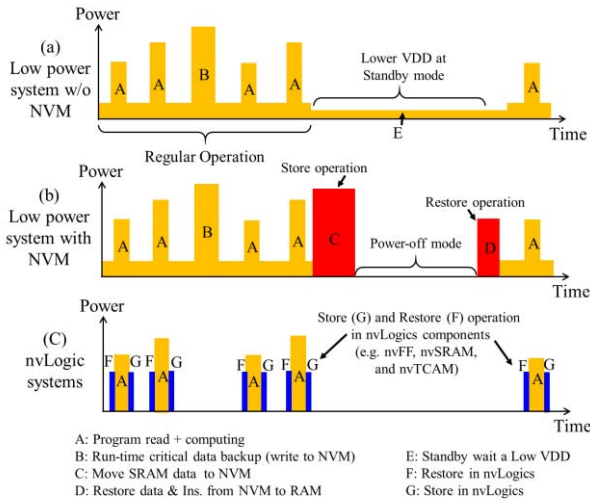 Power
(a)
Low power
system w/o
NVM
A
A
B
A
A
Lower VDD at
Standby mode
E
A
Time
Regular Operation
Power
Store operation
(b)
Low power
system with
NVM
A
A
B
A
A
C
Power-off mode
Restore operation
D
A
Time
Power
(C)
nvLogic
systems
F A G
F A G
F A G
F A G
Store (G) and Restore (F) operation
in nvLogics components
(e.g. nvFF, nvSRAM,
and nvTCAM)
F A G
Time
A: Program read + computing
B: Run-time critical data backup (write to NVM)
C: Move SRAM data to NVM
D: Restore data & Ins. from NVM to RAM
E: Standby wait a Low VDD
F: Restore in nvLogics
G: Store in nvLogics